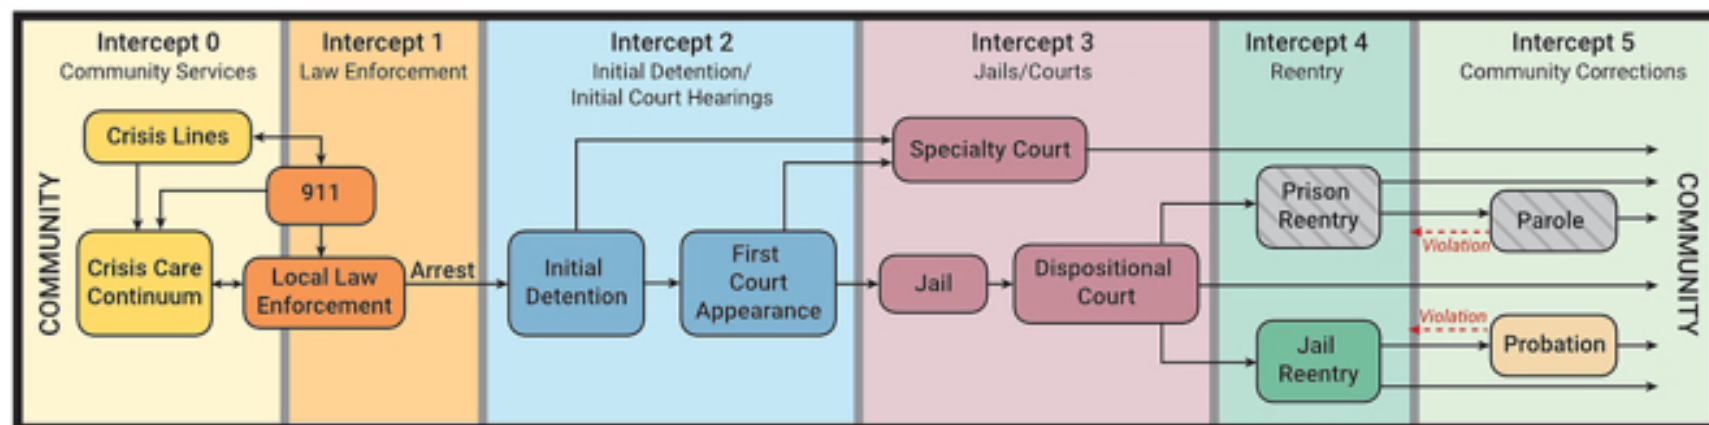 Intercept 0
Community Services
Intercept 1
Law Enforcement
Intercept 2
Initial Detention/
Initial Court Hearings
Intercept 3
Jails/Courts
Intercept 4
Reentry
Intercept 5
Community Corrections
COMMUNITY
Crisis Lines
911
Crisis Care
Continuum
Local Law
Enforcement
Arrest
Initial
Detention
First
Court
Appearance
Specialty Court
Jail
Dispositional
Court
Prison
Reentry
Jail
Reentry
Parole
Violation
Violation
Probation
COMMUNITY